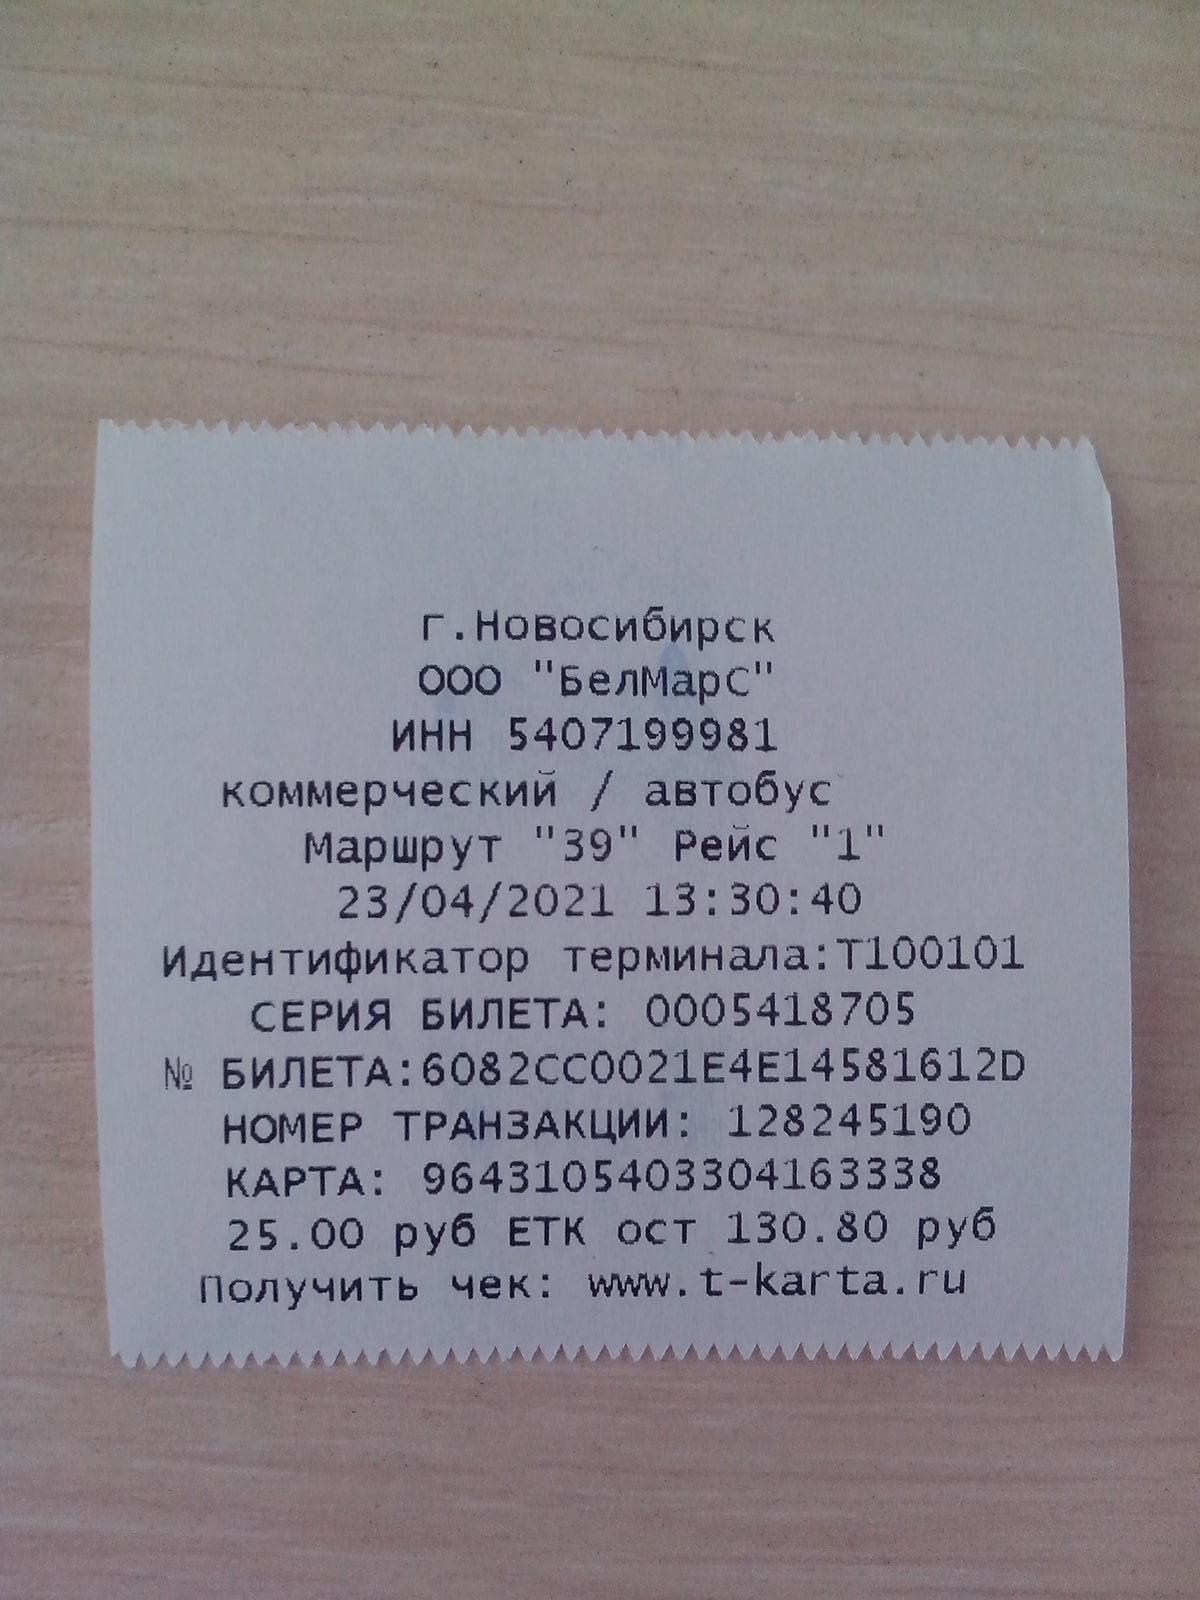 г.Новосибирск
ООО "БелМарС"
ИНН 5407199981
коммерческий / автобус
Маршрут "39" Рейс "1"
23/04/2021 13:30:40
Идентификатор терминала:Т100101
СЕРИЯ БИЛЕТА: 0005418705
№ БИЛЕТА:6082CC0021E4E14581612D
НОМЕР ТРАНЗАКЦИИ: 128245190
КАРТА: 9643105403304163338
25.00 руб ЕТК ост 130.80 руб
Получить чек: www.t-karta.ru